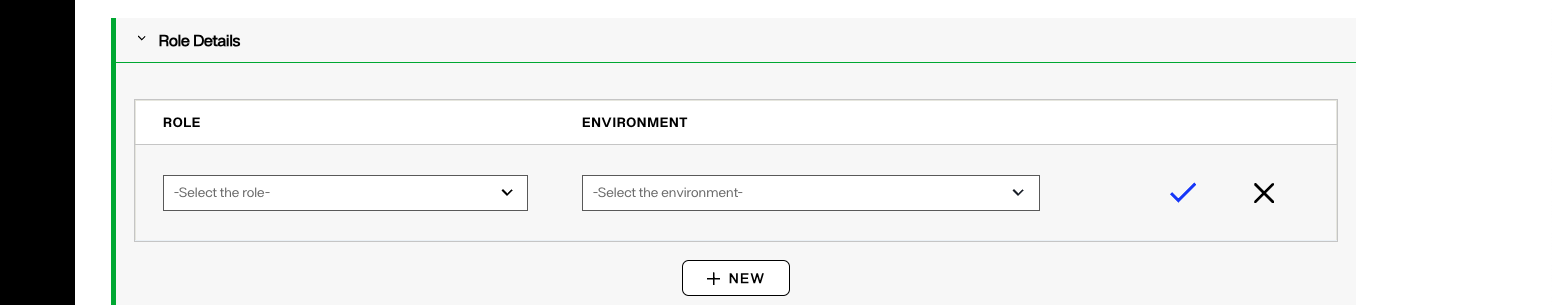 Role Details
ROLE ENVIRONMENT
-Select the role- -Select the environment-
+ NEW